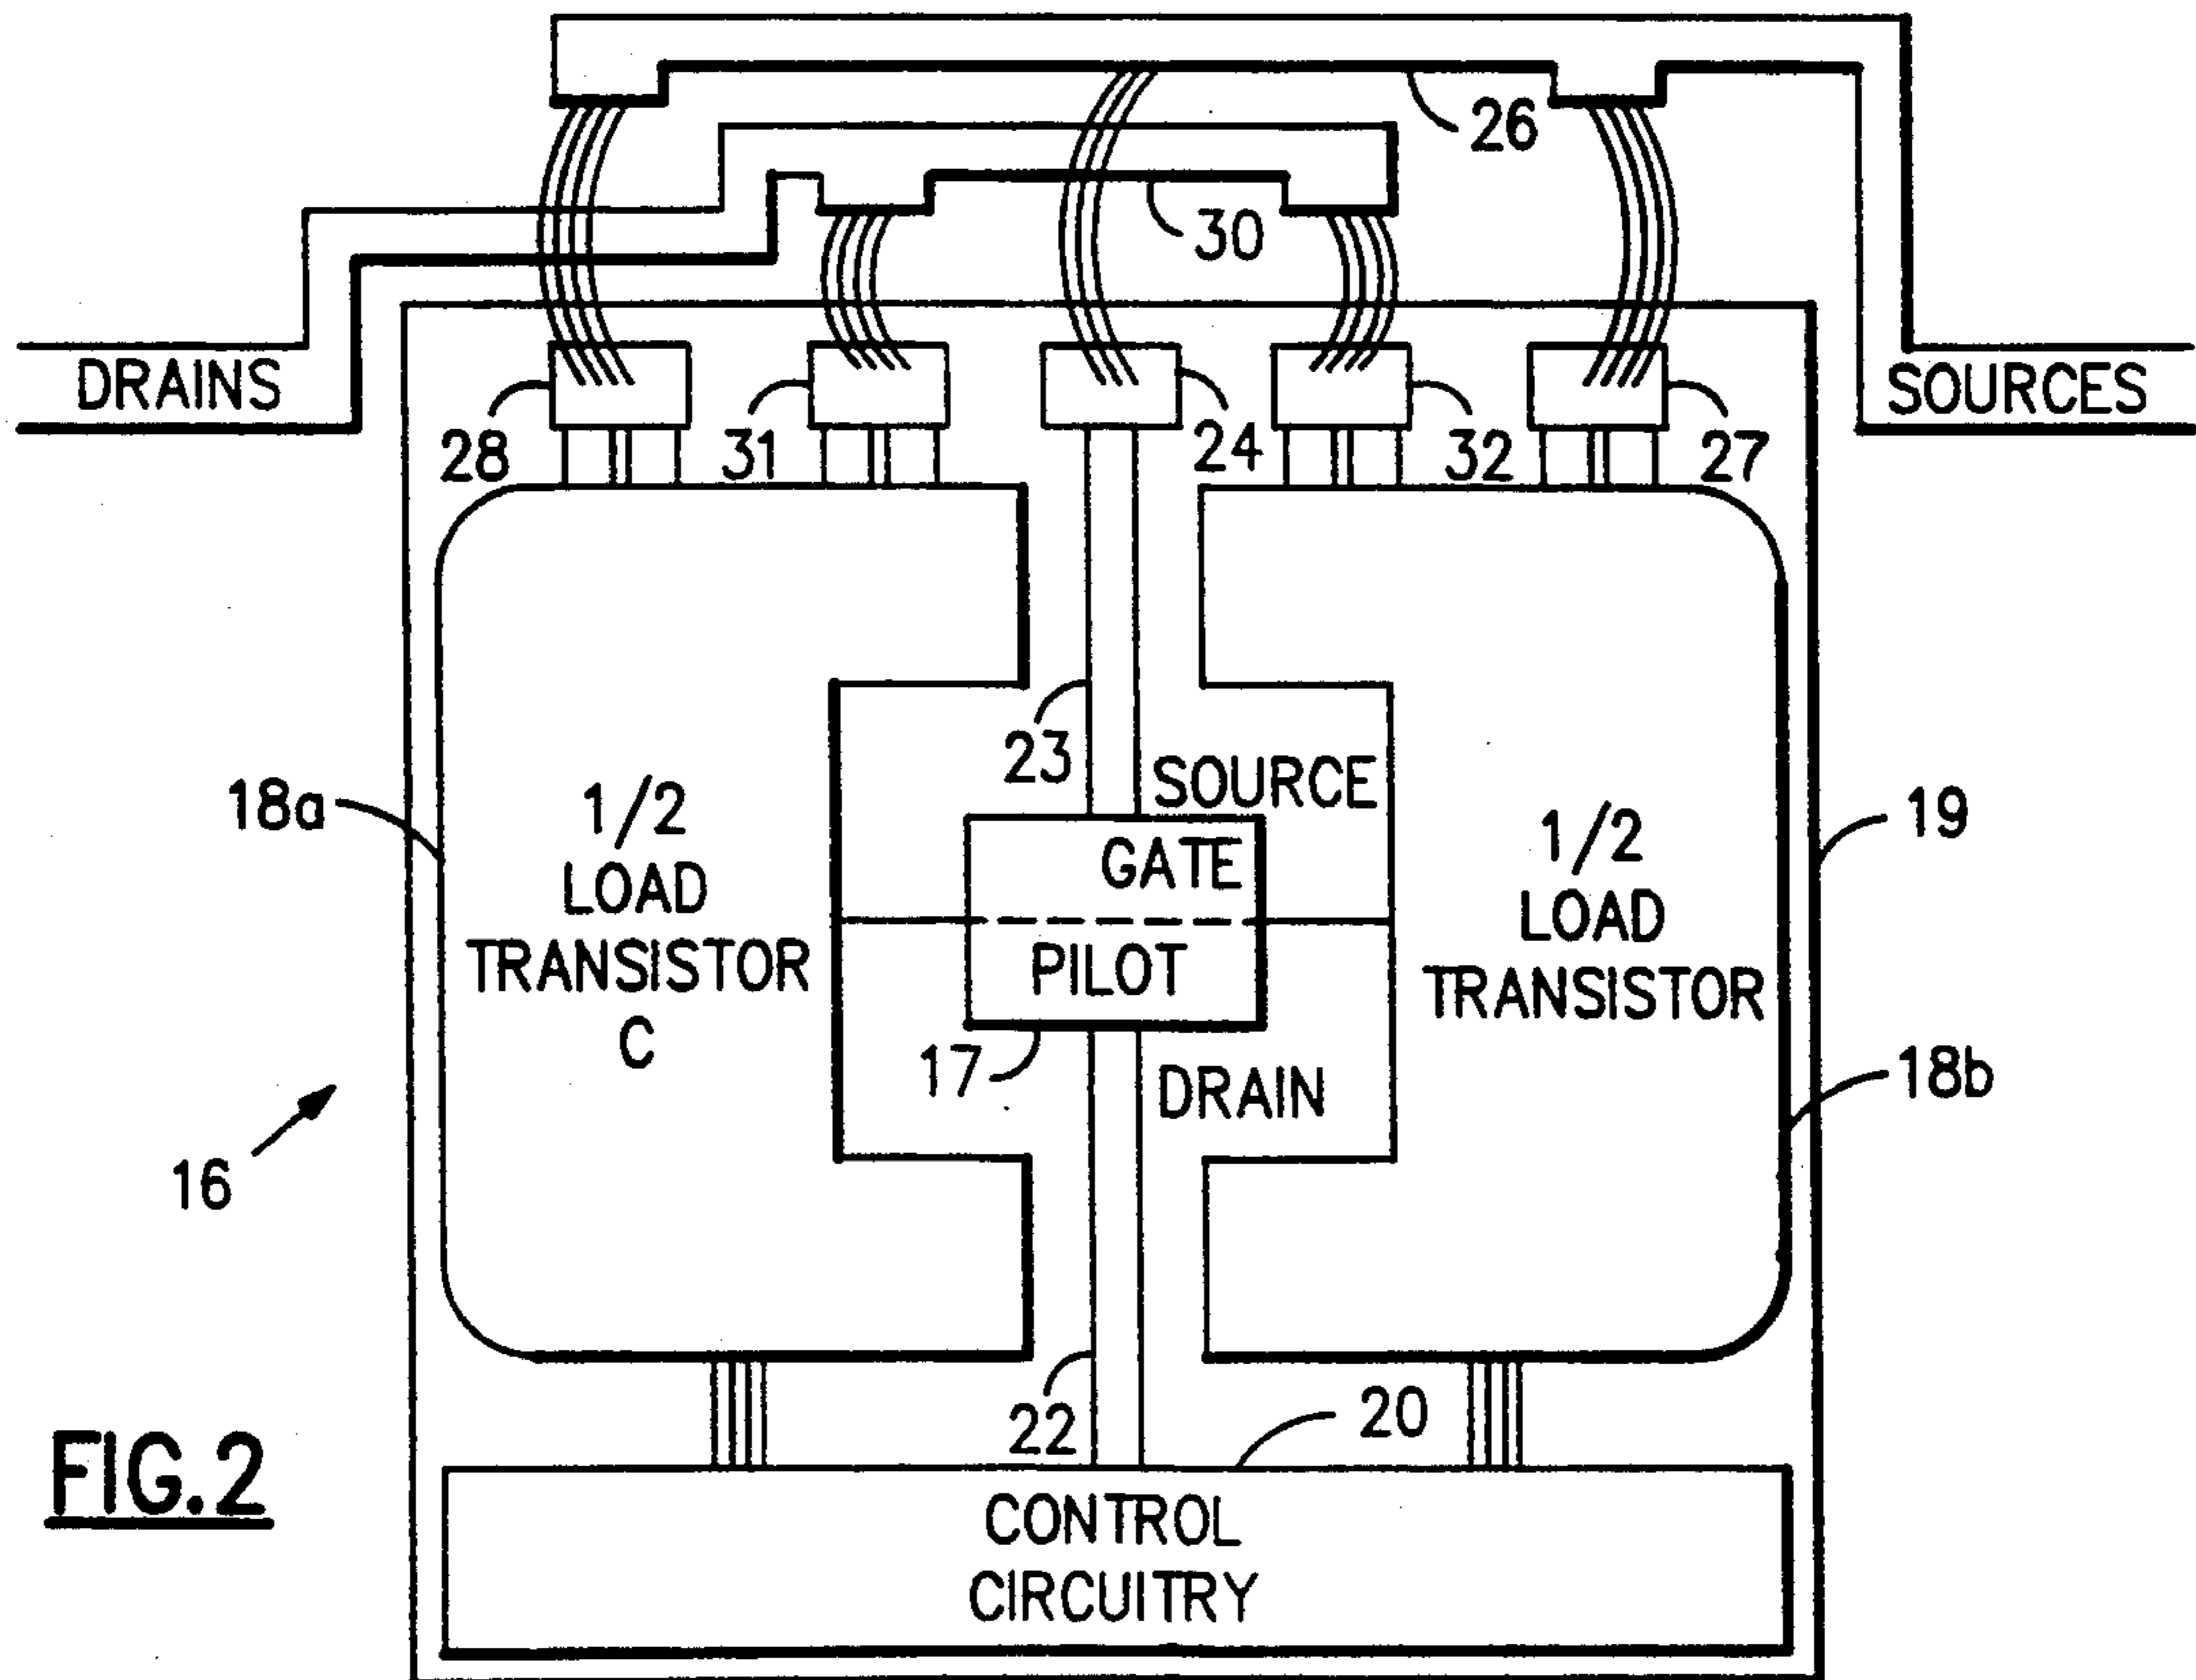 26
30
DRAINS
SOURCES
28
31
24
32
27
23
SOURCE
18a
1/2
LOAD
TRANSISTOR
C
GATE
PILOT
1/2
LOAD
TRANSISTOR
19
17
DRAIN
18b
16
22
20
FIG.2
CONTROL
CIRCUITRY